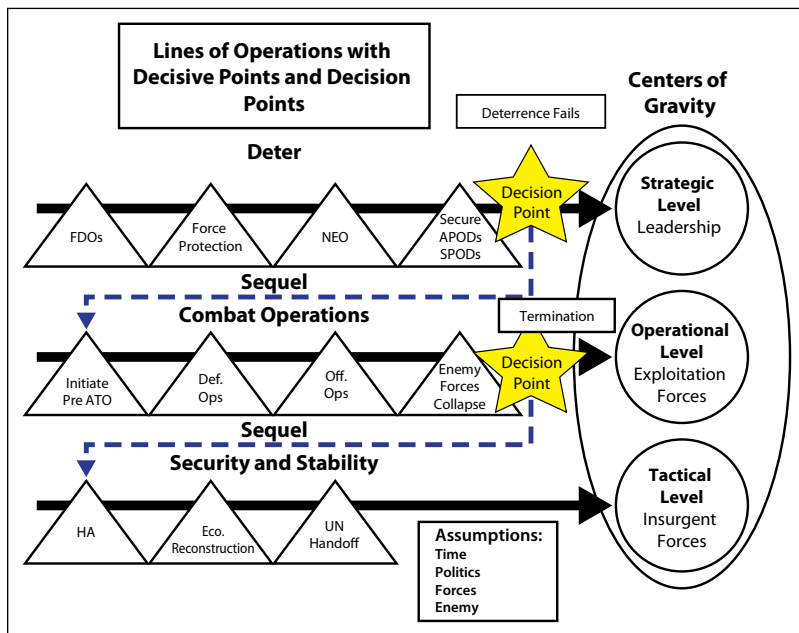 Lines of Operations with
Decisive Points and Decision
Points
Centers of
Gravity
Deterrence Fails
Deter
FDOs
Force
Protection
NEO
Secure
APODs
SPODs
Decision
Point
Strategic
Level
Leadership
Sequel
Combat Operations
Termination
Initiate
Pre ATO
Def.
Ops
Off.
Ops
Enemy
Forces
Collapse
Decision
Point
Operational
Level
Exploitation
Forces
Sequel
Security and Stability
HA
Eco.
Reconstruction
UN
Handoff
Tactical
Level
Insurgent
Forces
Assumptions:
Time
Politics
Forces
Enemy